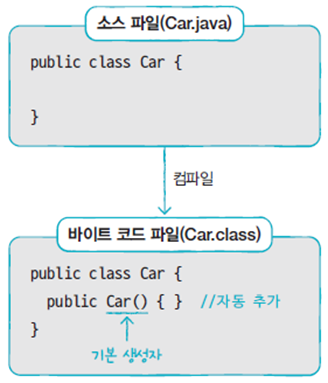 소스 파일(Car.java)
public class Car {
}
컴파일
바이트 코드 파일(Car.class)
public class Car {
public Car() { } //자동 추가
}
기본 생성자